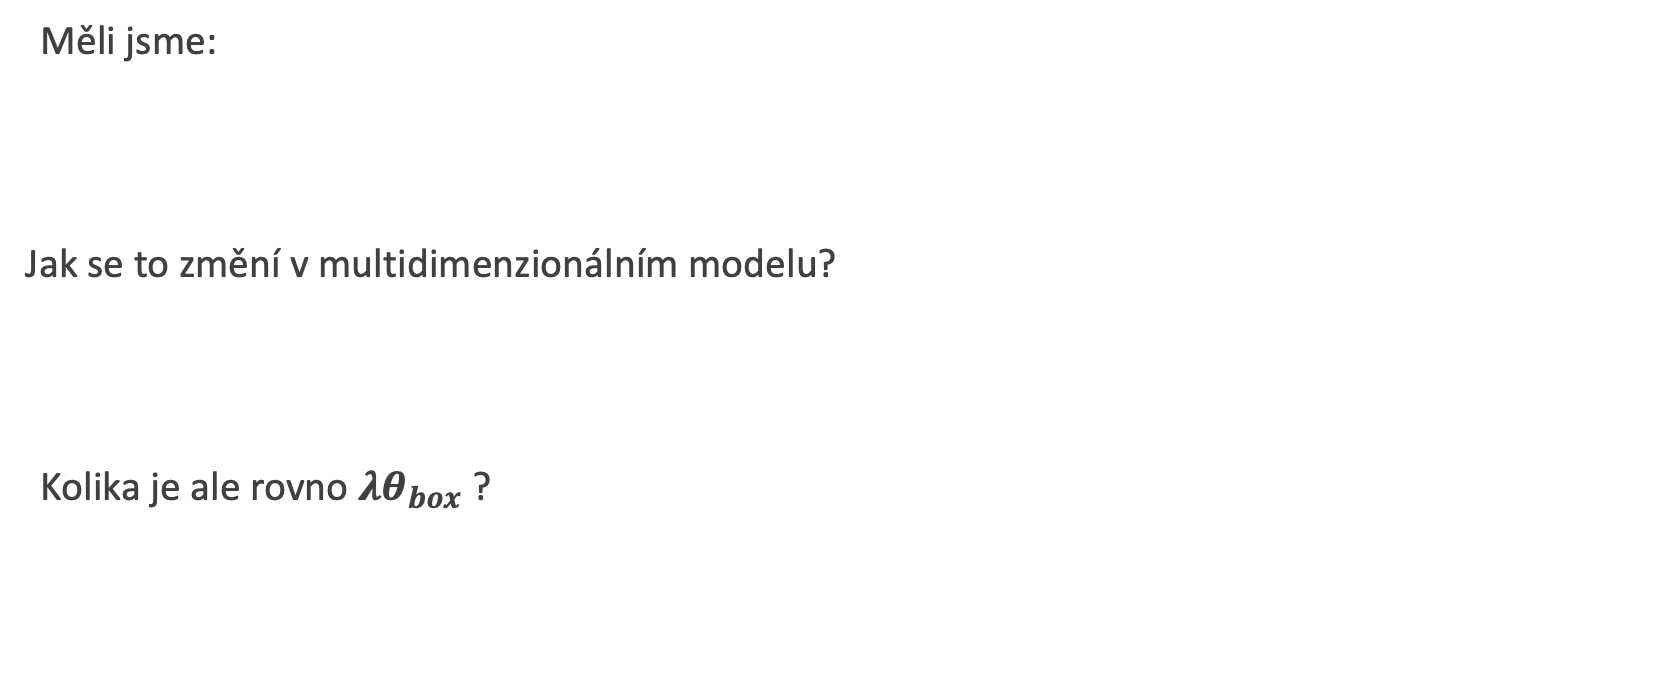 Měli jsme:
Jak se to změní v multidimenzionálním modelu?
Kolika je ale rovno λθ_box ?